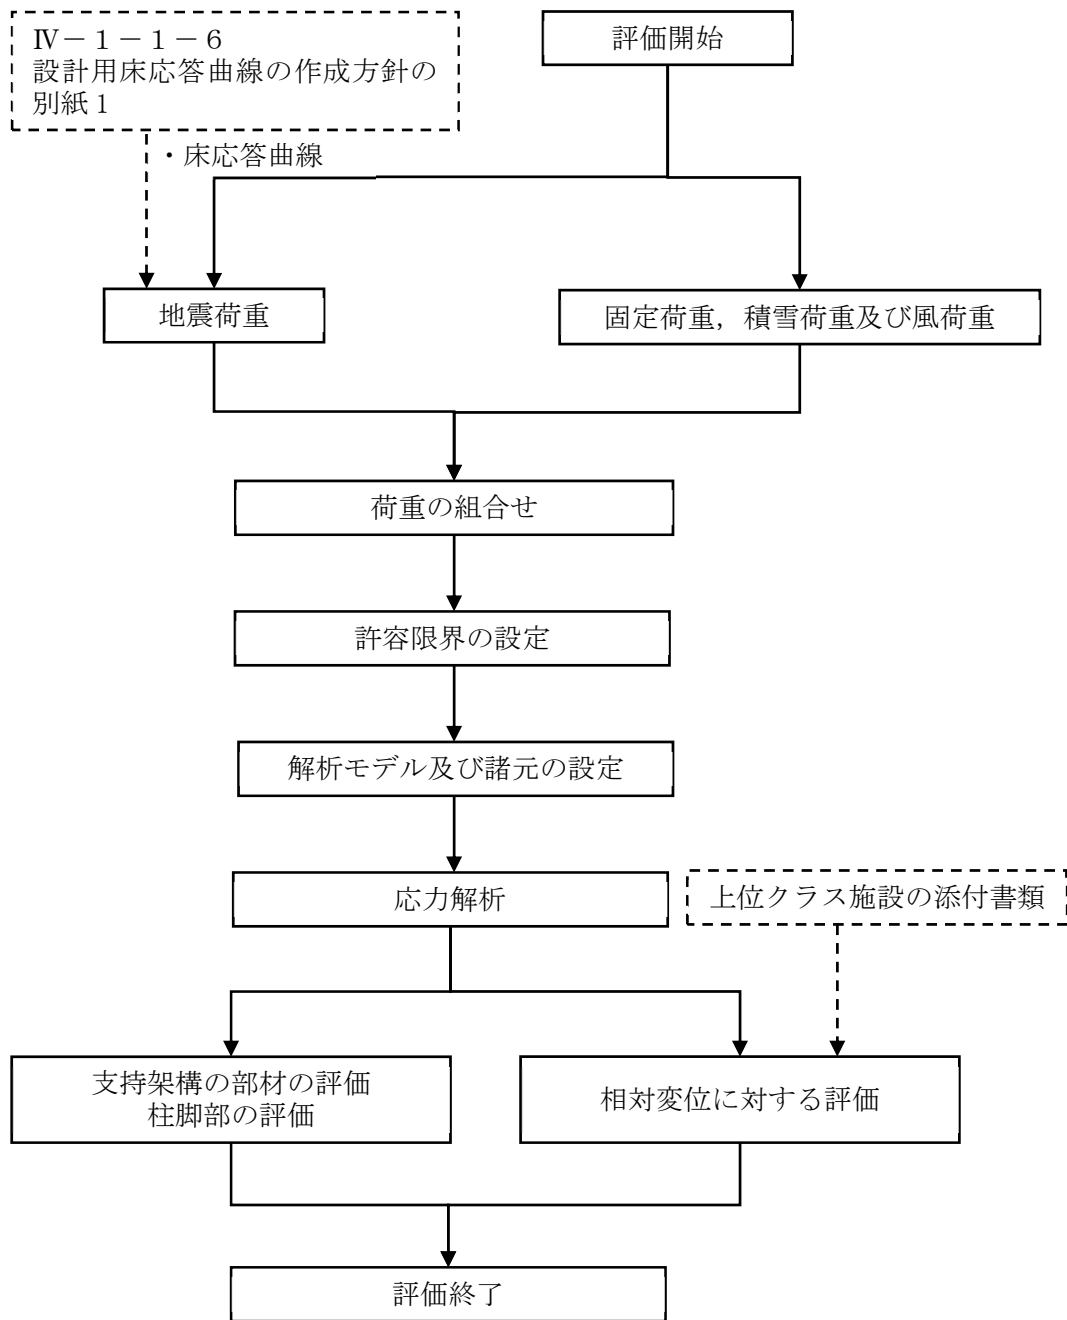 Ⅳ－１－１－６
設計用床応答曲線の作成方針の
別紙１
評価開始
・床応答曲線
地震荷重
固定荷重，積雪荷重及び風荷重
荷重の組合せ
許容限界の設定
解析モデル及び諸元の設定
応力解析
上位クラス施設の添付書類
支持架構の部材の評価
柱脚部の評価
相対変位に対する評価
評価終了